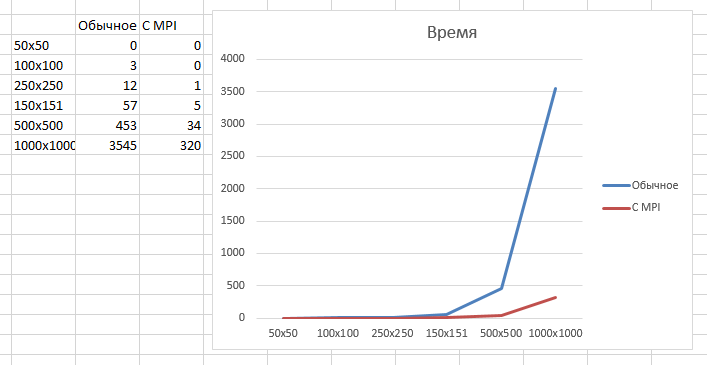 Обычное С MPI
50x50 0 0
100x100 3 0
250x250 12 1
150x151 57 5
500x500 453 34
1000x1000 3545 320
Время
4000
3500
3000
2500
2000
1500
1000
500
0
50x50 100x100 250x250 150x151 500x500 1000x1000
Обычное
С MPI